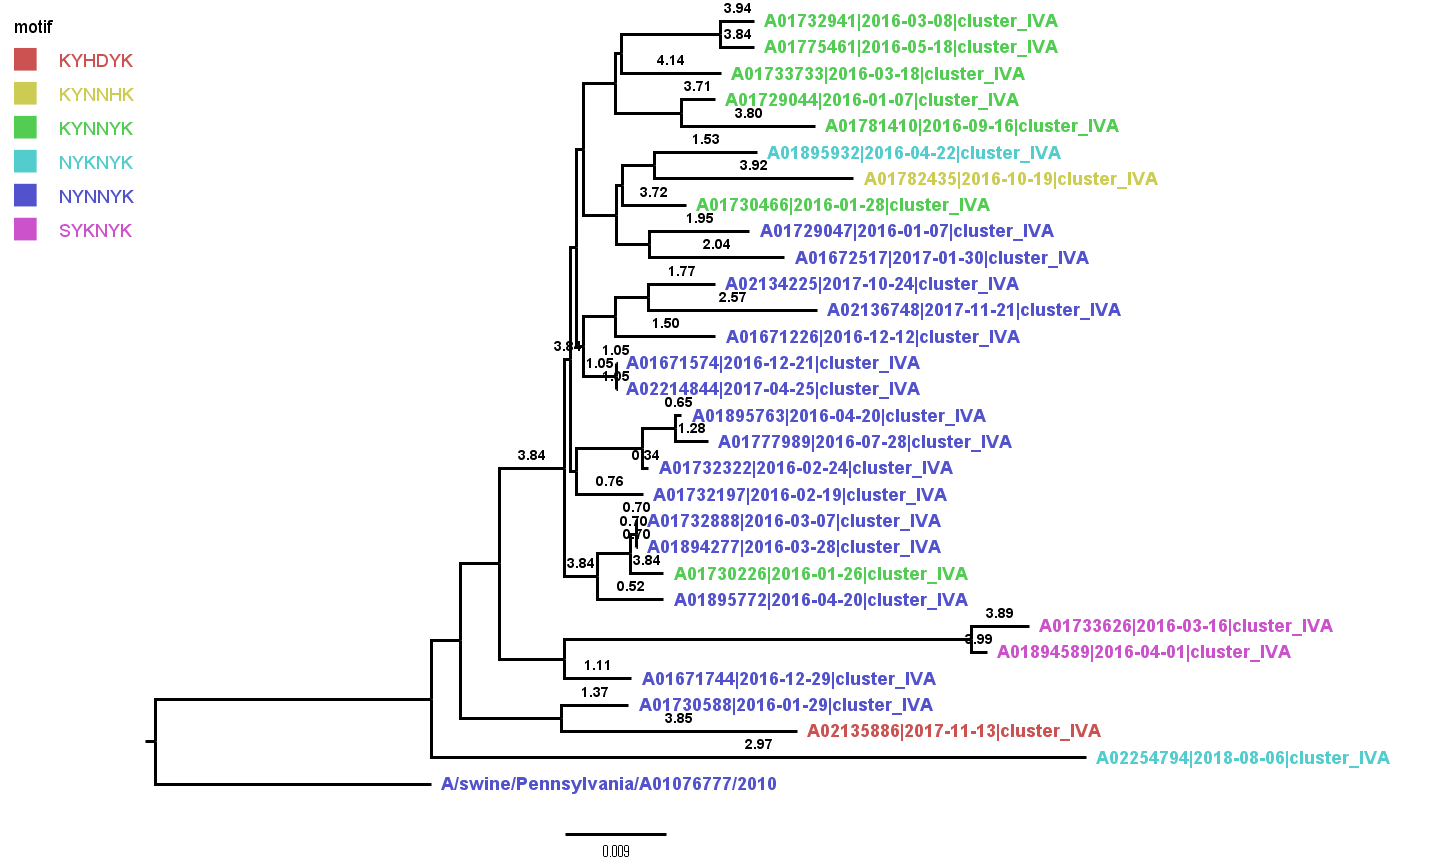 motif
KYHDYK
KYNNHK
KYNNYK
NYKNYK
NYNNYK
SYKNYK
3.94
A01732941|2016-03-08|cluster_IVA
3.84
A01775461|2016-05-18|cluster_IVA
4.14
A01733733|2016-03-18|cluster_IVA
3.71
A01729044|2016-01-07|cluster_IVA
3.80
A01781410|2016-09-16|cluster_IVA
1.53
A01895932|2016-04-22|cluster_IVA
3.92
A01782435|2016-10-19|cluster_IVA
3.72
A01730466|2016-01-28|cluster_IVA
1.95
A01729047|2016-01-07|cluster_IVA
2.04
A01672517|2017-01-30|cluster_IVA
1.77
A02134225|2017-10-24|cluster_IVA
2.57
A02136748|2017-11-21|cluster_IVA
1.50
A01671226|2016-12-12|cluster_IVA
3.84
1.05
1.05
A01671574|2016-12-21|cluster_IVA
1.05
A02214844|2017-04-25|cluster_IVA
0.65
A01895763|2016-04-20|cluster_IVA
1.28
A01777989|2016-07-28|cluster_IVA
3.84
0.34
A01732322|2016-02-24|cluster_IVA
0.76
A01732197|2016-02-19|cluster_IVA
0.70
0.70
A01732888|2016-03-07|cluster_IVA
0.70
A01894277|2016-03-28|cluster_IVA
3.84
3.84
A01730226|2016-01-26|cluster_IVA
0.52
A01895772|2016-04-20|cluster_IVA
3.89
A01733626|2016-03-16|cluster_IVA
3.99
A01894589|2016-04-01|cluster_IVA
1.11
A01671744|2016-12-29|cluster_IVA
1.37
A01730588|2016-01-29|cluster_IVA
3.85
A02135886|2017-11-13|cluster_IVA
2.97
A02254794|2018-08-06|cluster_IVA
A/swine/Pennsylvania/A01076777/2010
0.009